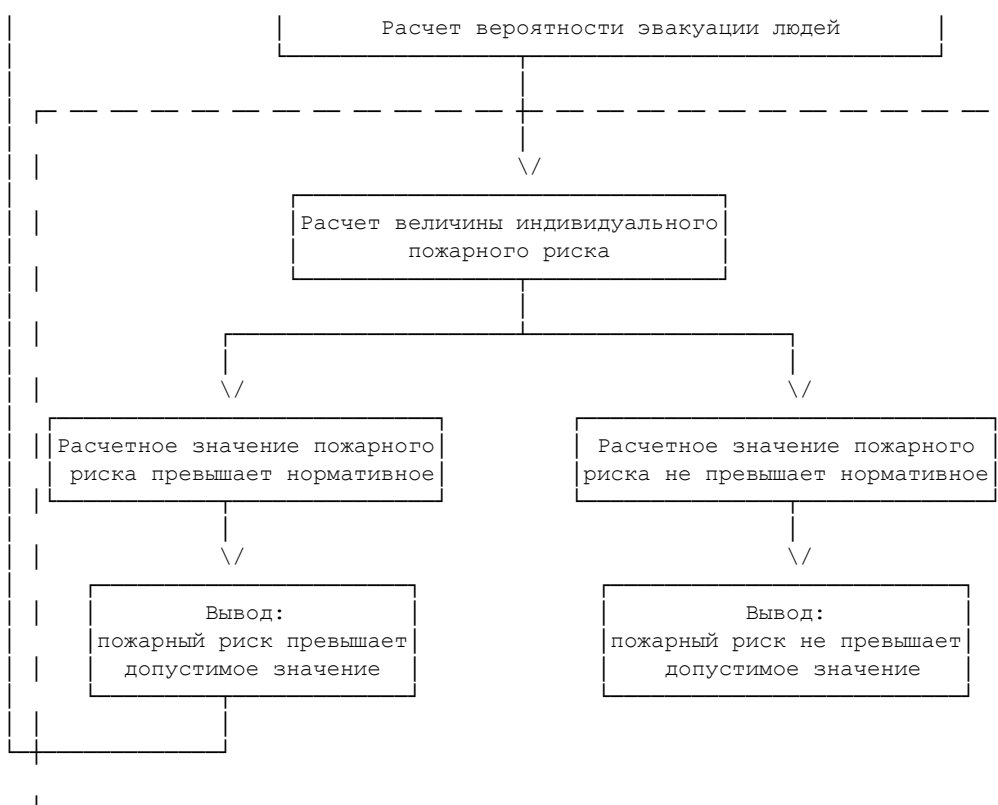 Расчет вероятности эвакуации людей
Расчет величины индивидуального
пожарного риска
Расчетное значение пожарного
риска превышает нормативное
Расчетное значение пожарного
риска не превышает нормативное
Вывод:
пожарный риск превышает
допустимое значение
Вывод:
пожарный риск не превышает
допустимое значение